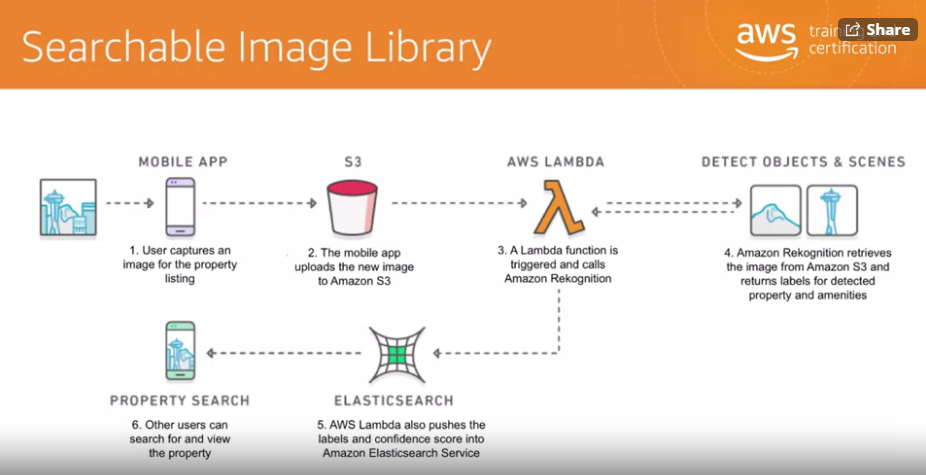 Searchable Image Library
aws
training
certification
Share
MOBILE APP
S3
AWS LAMBDA
DETECT OBJECTS & SCENES
1. User captures an
image for the property
listing
2. The mobile app
uploads the new image
to Amazon S3
3. A Lambda function is
triggered and calls
Amazon Rekognition
4. Amazon Rekognition retrieves
the image from Amazon S3 and
returns labels for detected
property and amenities
PROPERTY SEARCH
ELASTICSEARCH
6. Other users can
search for and view
the property
5. AWS Lambda also pushes the
labels and confidence score into
Amazon Elasticsearch Service